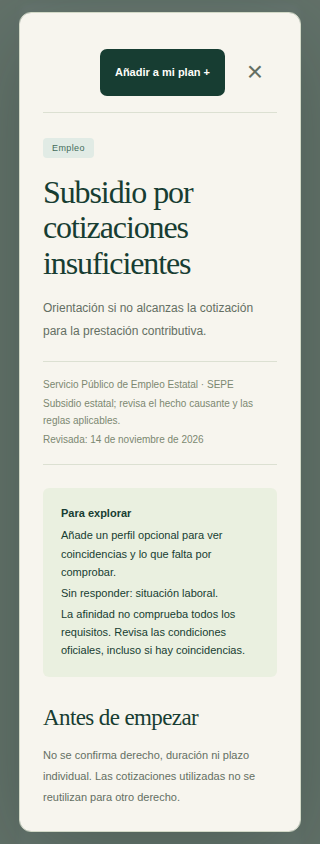 Añadir a mi plan +
✕
Empleo
Subsidio por
cotizaciones
insuficientes
Orientación si no alcanzas la cotización
para la prestación contributiva.
Servicio Público de Empleo Estatal · SEPE
Subsidio estatal; revisa el hecho causante y las
reglas aplicables.
Revisada: 14 de noviembre de 2026
Para explorar
Añade un perfil opcional para ver
coincidencias y lo que falta por
comprobar.
Sin responder: situación laboral.
La afinidad no comprueba todos los
requisitos. Revisa las condiciones
oficiales, incluso si hay coincidencias.
Antes de empezar
No se confirma derecho, duración ni plazo
individual. Las cotizaciones utilizadas no se
reutilizan para otro derecho.